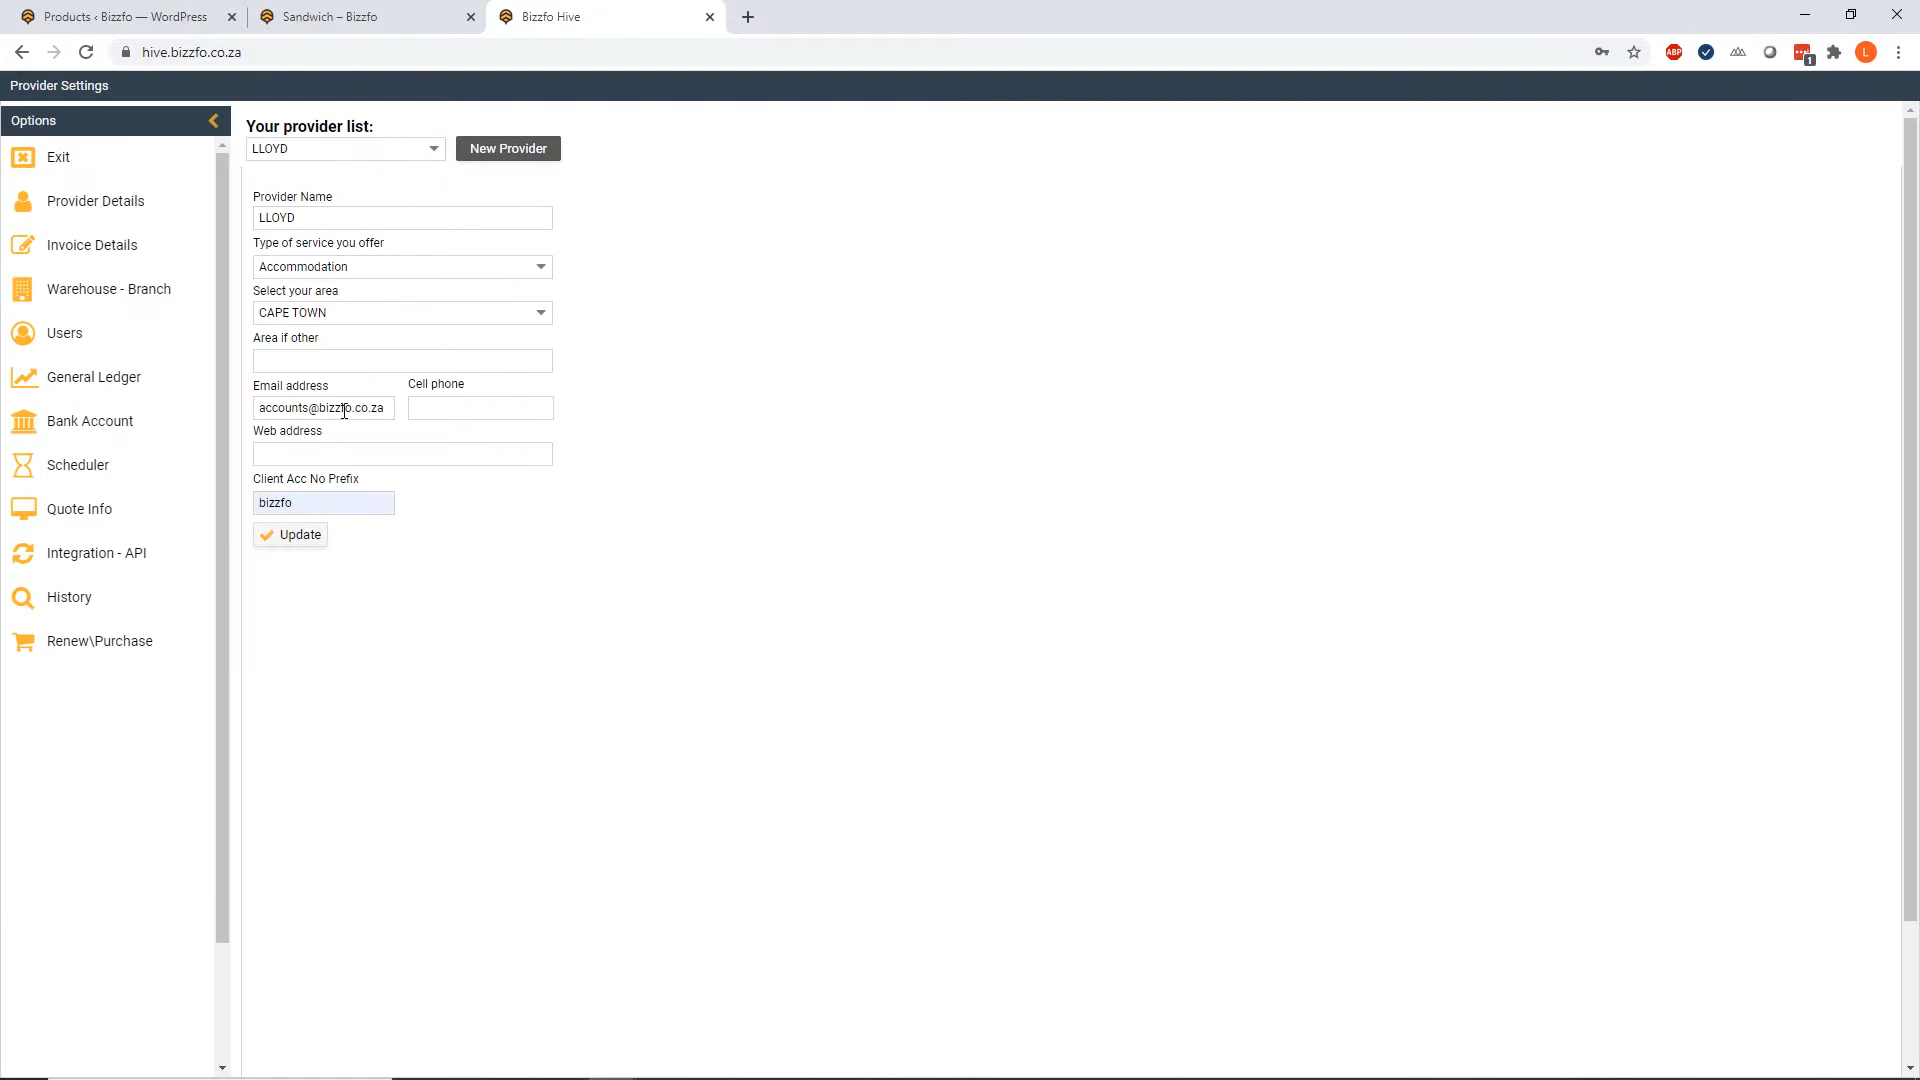 Products ‹ Bizzfo — WordPress
Sandwich – Bizzfo
Bizzfo Hive
hive.bizzfo.co.za
ABP
1
L
Provider Settings
Options
Exit
Provider Details
Invoice Details
Warehouse - Branch
Users
General Ledger
Bank Account
Scheduler
Quote Info
Integration - API
History
Renew\Purchase
Your provider list:
LLOYD
New Provider
Provider Name
LLOYD
Type of service you offer
Accommodation
Select your area
CAPE TOWN
Area if other
Email address
Cell phone
accounts@bizzfo.co.za
Web address
Client Acc No Prefix
bizzfo
Update